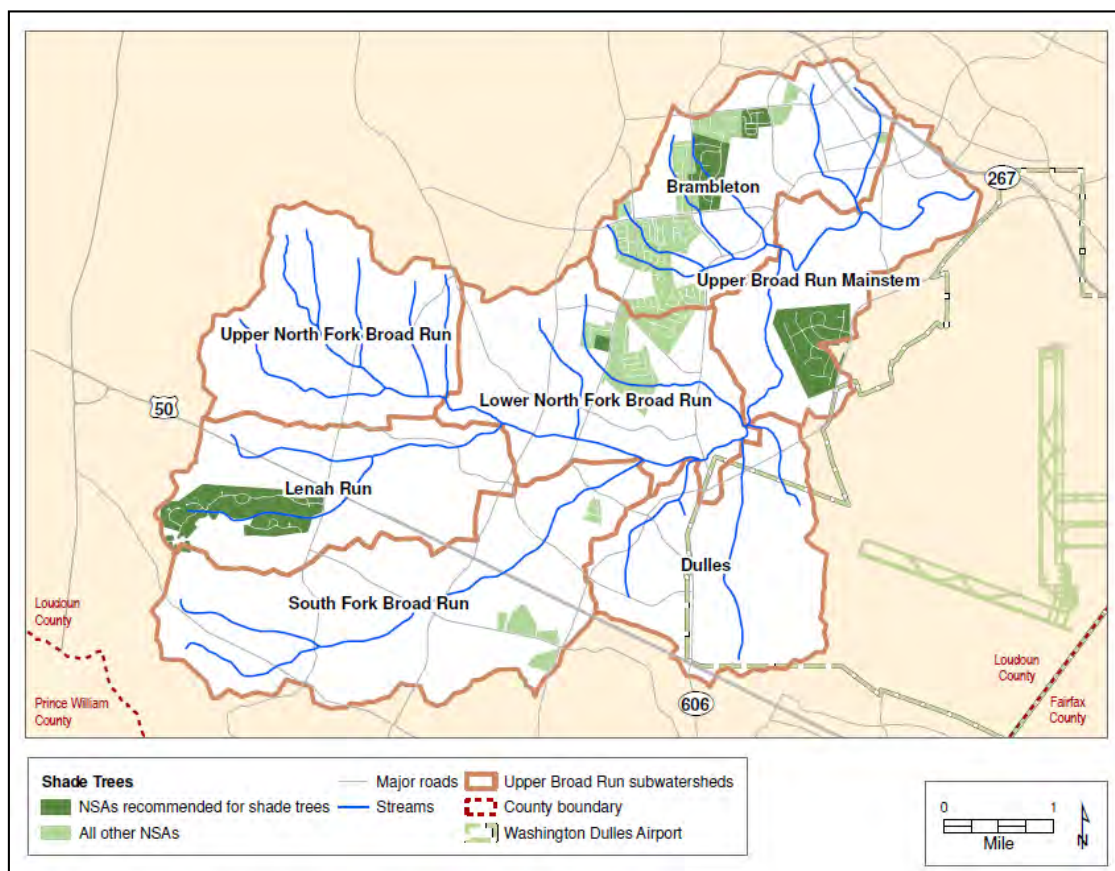 267
Brambleton
Upper Broad Run Mainstem
Upper North Fork Broad Run
Lower North Fork Broad Run
50
Lenah Run
Dulles
South Fork Broad Run
Loudoun
County
Prince William
County
606
Loudoun
County
Fairfax
County
Shade Trees
NSAs recommended for shade trees
All other NSAs
Major roads
Streams
Upper Broad Run subwatersheds
County boundary
Washington Dulles Airport
0 1
Mile
N